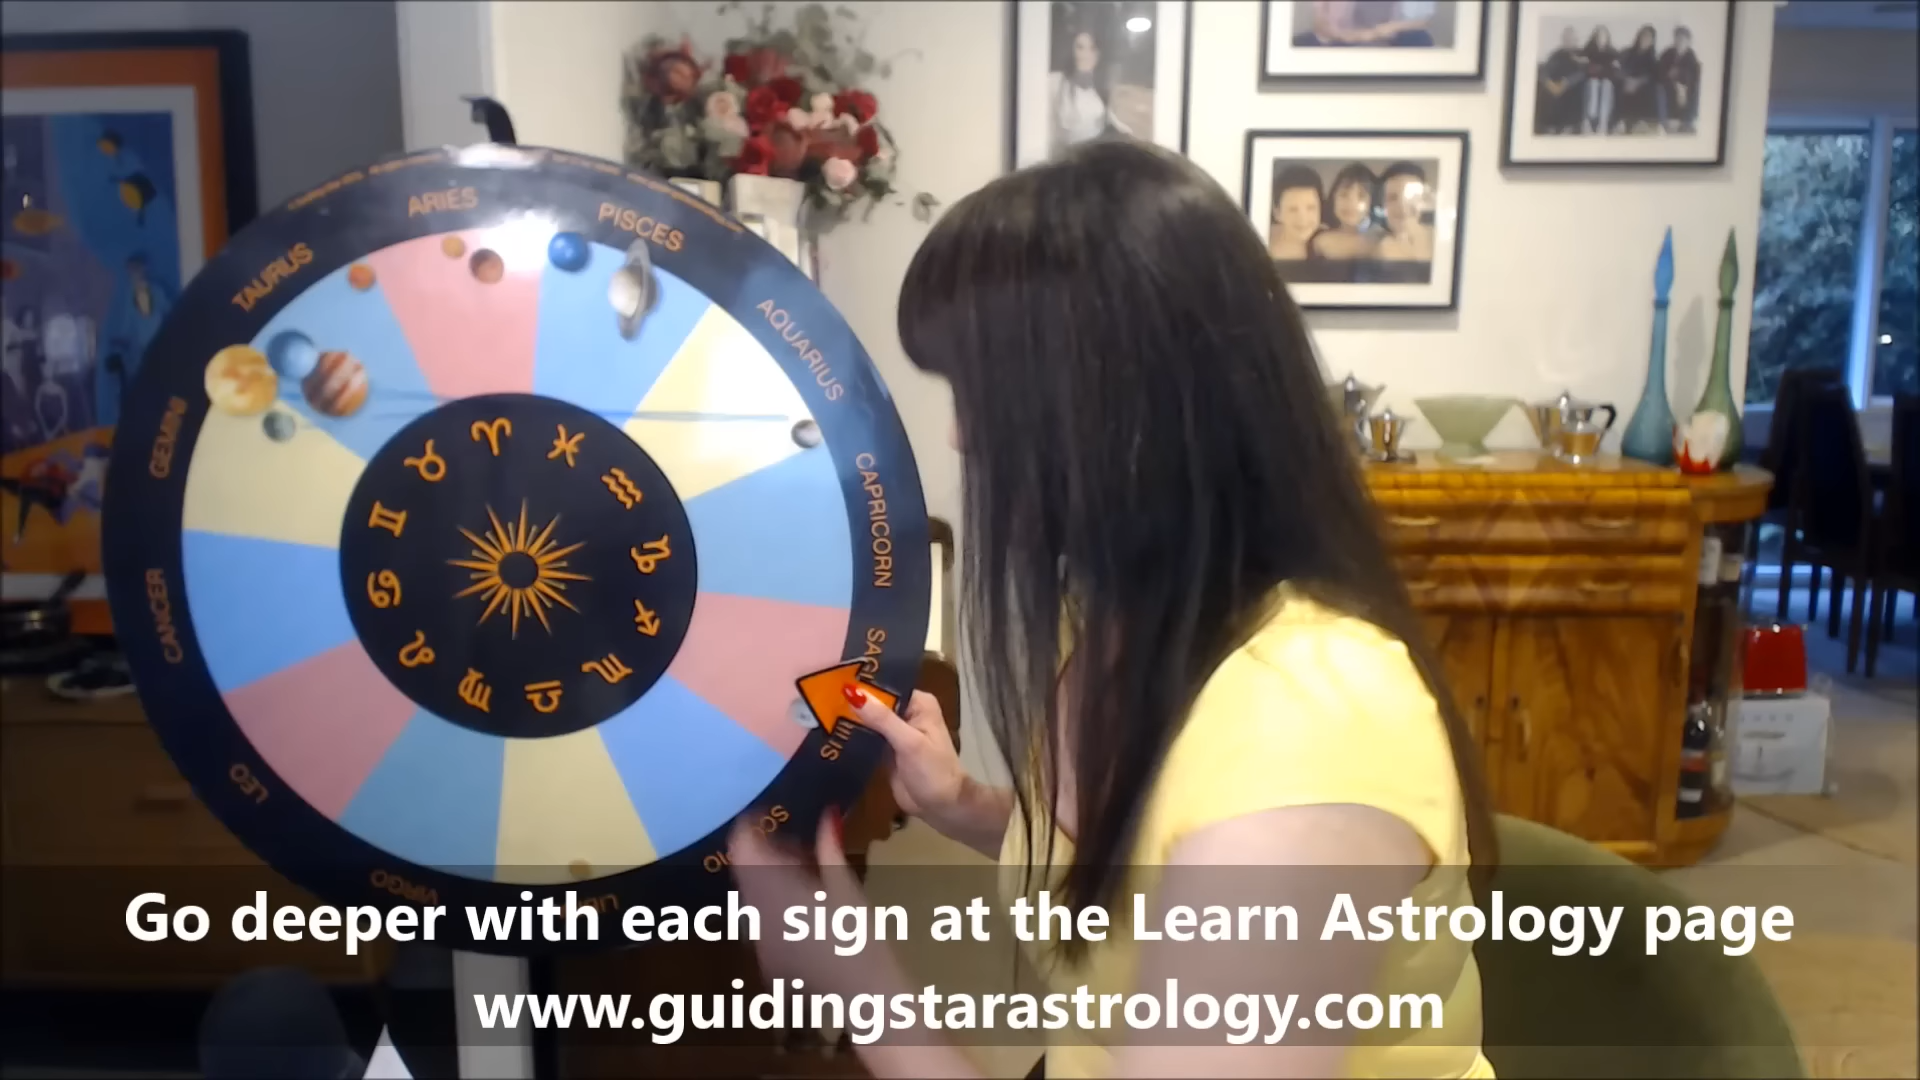 ARIES
PISCES
TAURUS
AQUARIUS
GEMINI
CAPRICORN
CANCER
LEO
VIRGO
Go deeper with each sign at the Learn Astrology page
www.guidingstarastrology.com